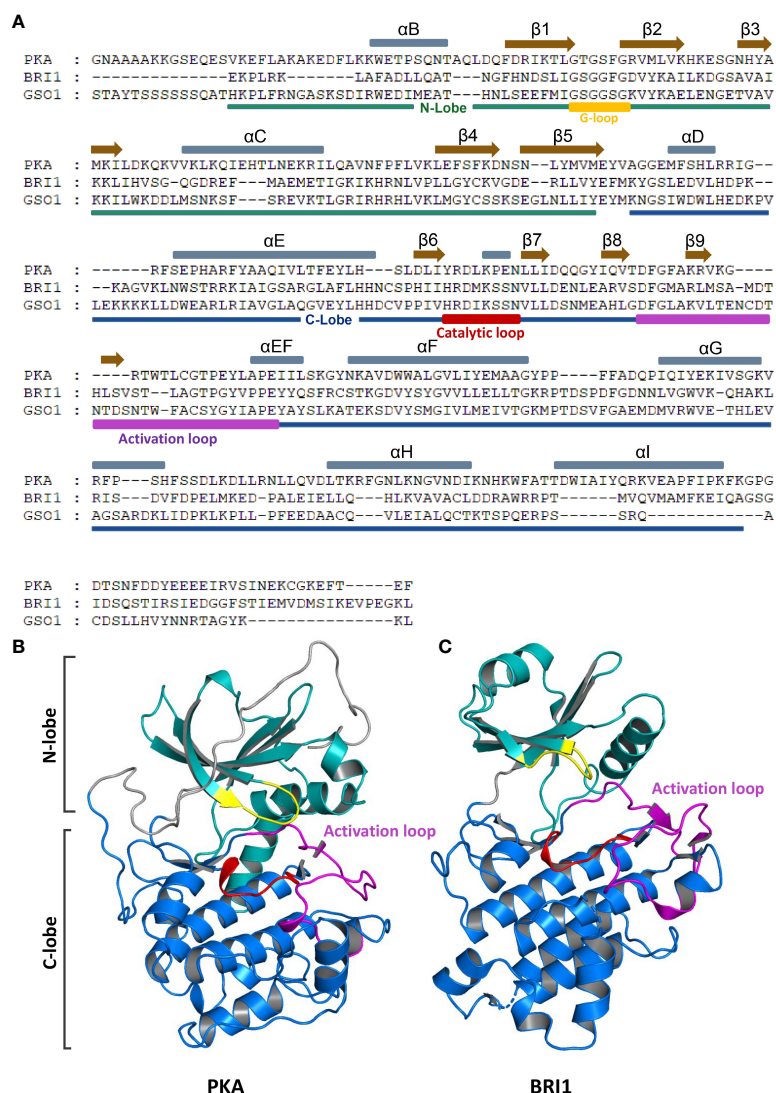 A
αB β1 β2 β3
PKA : GNAAAAKKGSEQESVKEFLAKAKEDFLKKWETPSQNTAQLDQFDRIKTLGTGSFGRVMLVKHKESGNHYA
BRI1 : --------------EKPLRK----LAFADLLQAT---NGFHNDSLIGSGGFGDVYKAILKDGSAVAI
GSO1 : STAYTSSSSSSQATHKPLFRNGASKSDIRWEDIMEAT---HNLSEEFMIGSGGSGKVYKAELENGETVAV
N-Lobe
G-loop
αC β4 β5 αD
PKA : MKILDKQKVVKLKQIEHTLNEKRILQAVNFPFLVKLEFSFKDNSN--LYMVMEYVAGGEMFSHLRRIG--
BRI1 : KKLIHVSG-QGDREF---MAEMETIGKIKHRNLVPLLGYCKVGDE--RLLVYEFMKYGSLEDVLHDPK--
GSO1 : KKILWKDDLMSNKSF---SREVKTLGRIRHRHLVKLMGYCSSKSEGLNLLIYEYMKNGSIWDWLHEDKPV
αE β6 β7 β8 β9
PKA : ------RFSEPHARFYAAQIVLTFEYLH--SLDLIYRDLKPENLLIDQQGYIQVTDFGFAKRVKG---
BRI1 : --KAGVKLNWSTRRKIAIGSARGLAFLHHNCSPHIIHRDMKSSNVLLDENLEARVSDFGMARLMSA-MDT
GSO1 : LEKKKKLLDWEARLRIAVGLAQGVEYLHHDCVPPIVHRDIKSSNVLLDSNMEAHLGDFGLAKVLTENCDT
C-Lobe
Catalytic loop
αEF αF αG
PKA : ----RTWTLCGTPEYLAPEIILSKGYNKAVDWWALGVLIYEMAAGYPP---FFADQPIQIYEKIVSGKV
BRI1 : HLSVST--LAGTPGYVPPEYYQSFRCSTKGDVYSYGVVLLELLTGKRPTDSPDFGDNNLVGWVK-QHAKL
GSO1 : NTDSNTW-FACSYGYIAPEYAYSLKATEKSDVYSMGIVLMEIVTGKMPTDSVFGAEMDMVRWVE-THLEV
Activation loop
αH αI
PKA : RFP---SHFSSDLKDLLRNLLQVDLTKRFGNLKNGVNDIKNHKWFATTDWIAIYQRKVEAPFIPKFKGPG
BRI1 : RIS---DVFDPELMKED-PALEIELLQ--HLKVAVACLDDRAWRRPT-----MVQVMAMFKEIQAGSG
GSO1 : AGSARDKLIDPKLKPLL-PFEEDAACQ--VLEIALQCTKTSPQERPS------SRQ----------A
PKA : DTSNFDDYEEEEIRVSINEKCGKEFT-----EF
BRI1 : IDSQSTIRSIEDGGFSTIEMVDMSIKEVPEGKL
GSO1 : CDSLLHVYNNRTAGYK---------------KL
B C
N-lobe
Activation loop
Activation loop
C-lobe
PKA BRI1